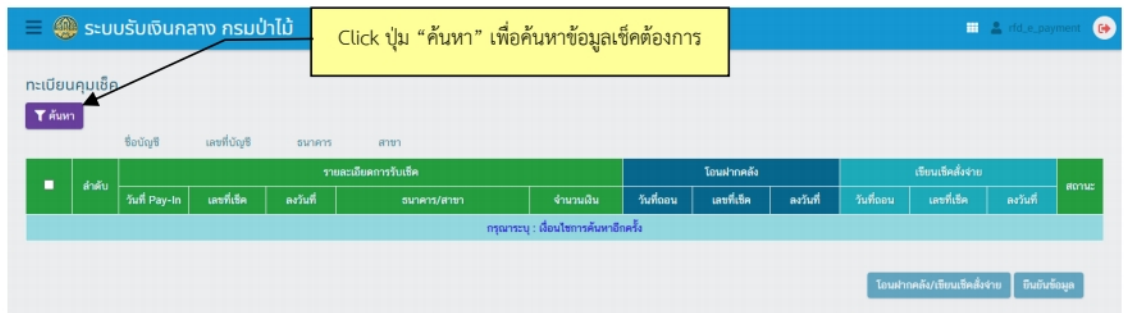 ระบบรับเงินกลาง กรมป่าไม้
Click ปุ่ม “ค้นหา” เพื่อค้นหาข้อมูลเช็คต้องการ
rfd_e_payment
ทะเบียนคุมเช็ค
ค้นหา
ชื่อบัญชี เลขที่บัญชี ธนาคาร สาขา
ลำดับ รายละเอียดการรับเช็ค โอนฝากคลัง เขียนเช็คสั่งจ่าย สถานะ
วันที่ Pay-In เลขที่เช็ค ลงวันที่ ธนาคาร/สาขา จำนวนเงิน วันที่ถอน เลขที่เช็ค ลงวันที่ วันที่ถอน เลขที่เช็ค ลงวันที่
กรุณาระบุ : เงื่อนไขการค้นหาอีกครั้ง
โอนฝากคลัง/เขียนเช็คสั่งจ่าย ยืนยันข้อมูล